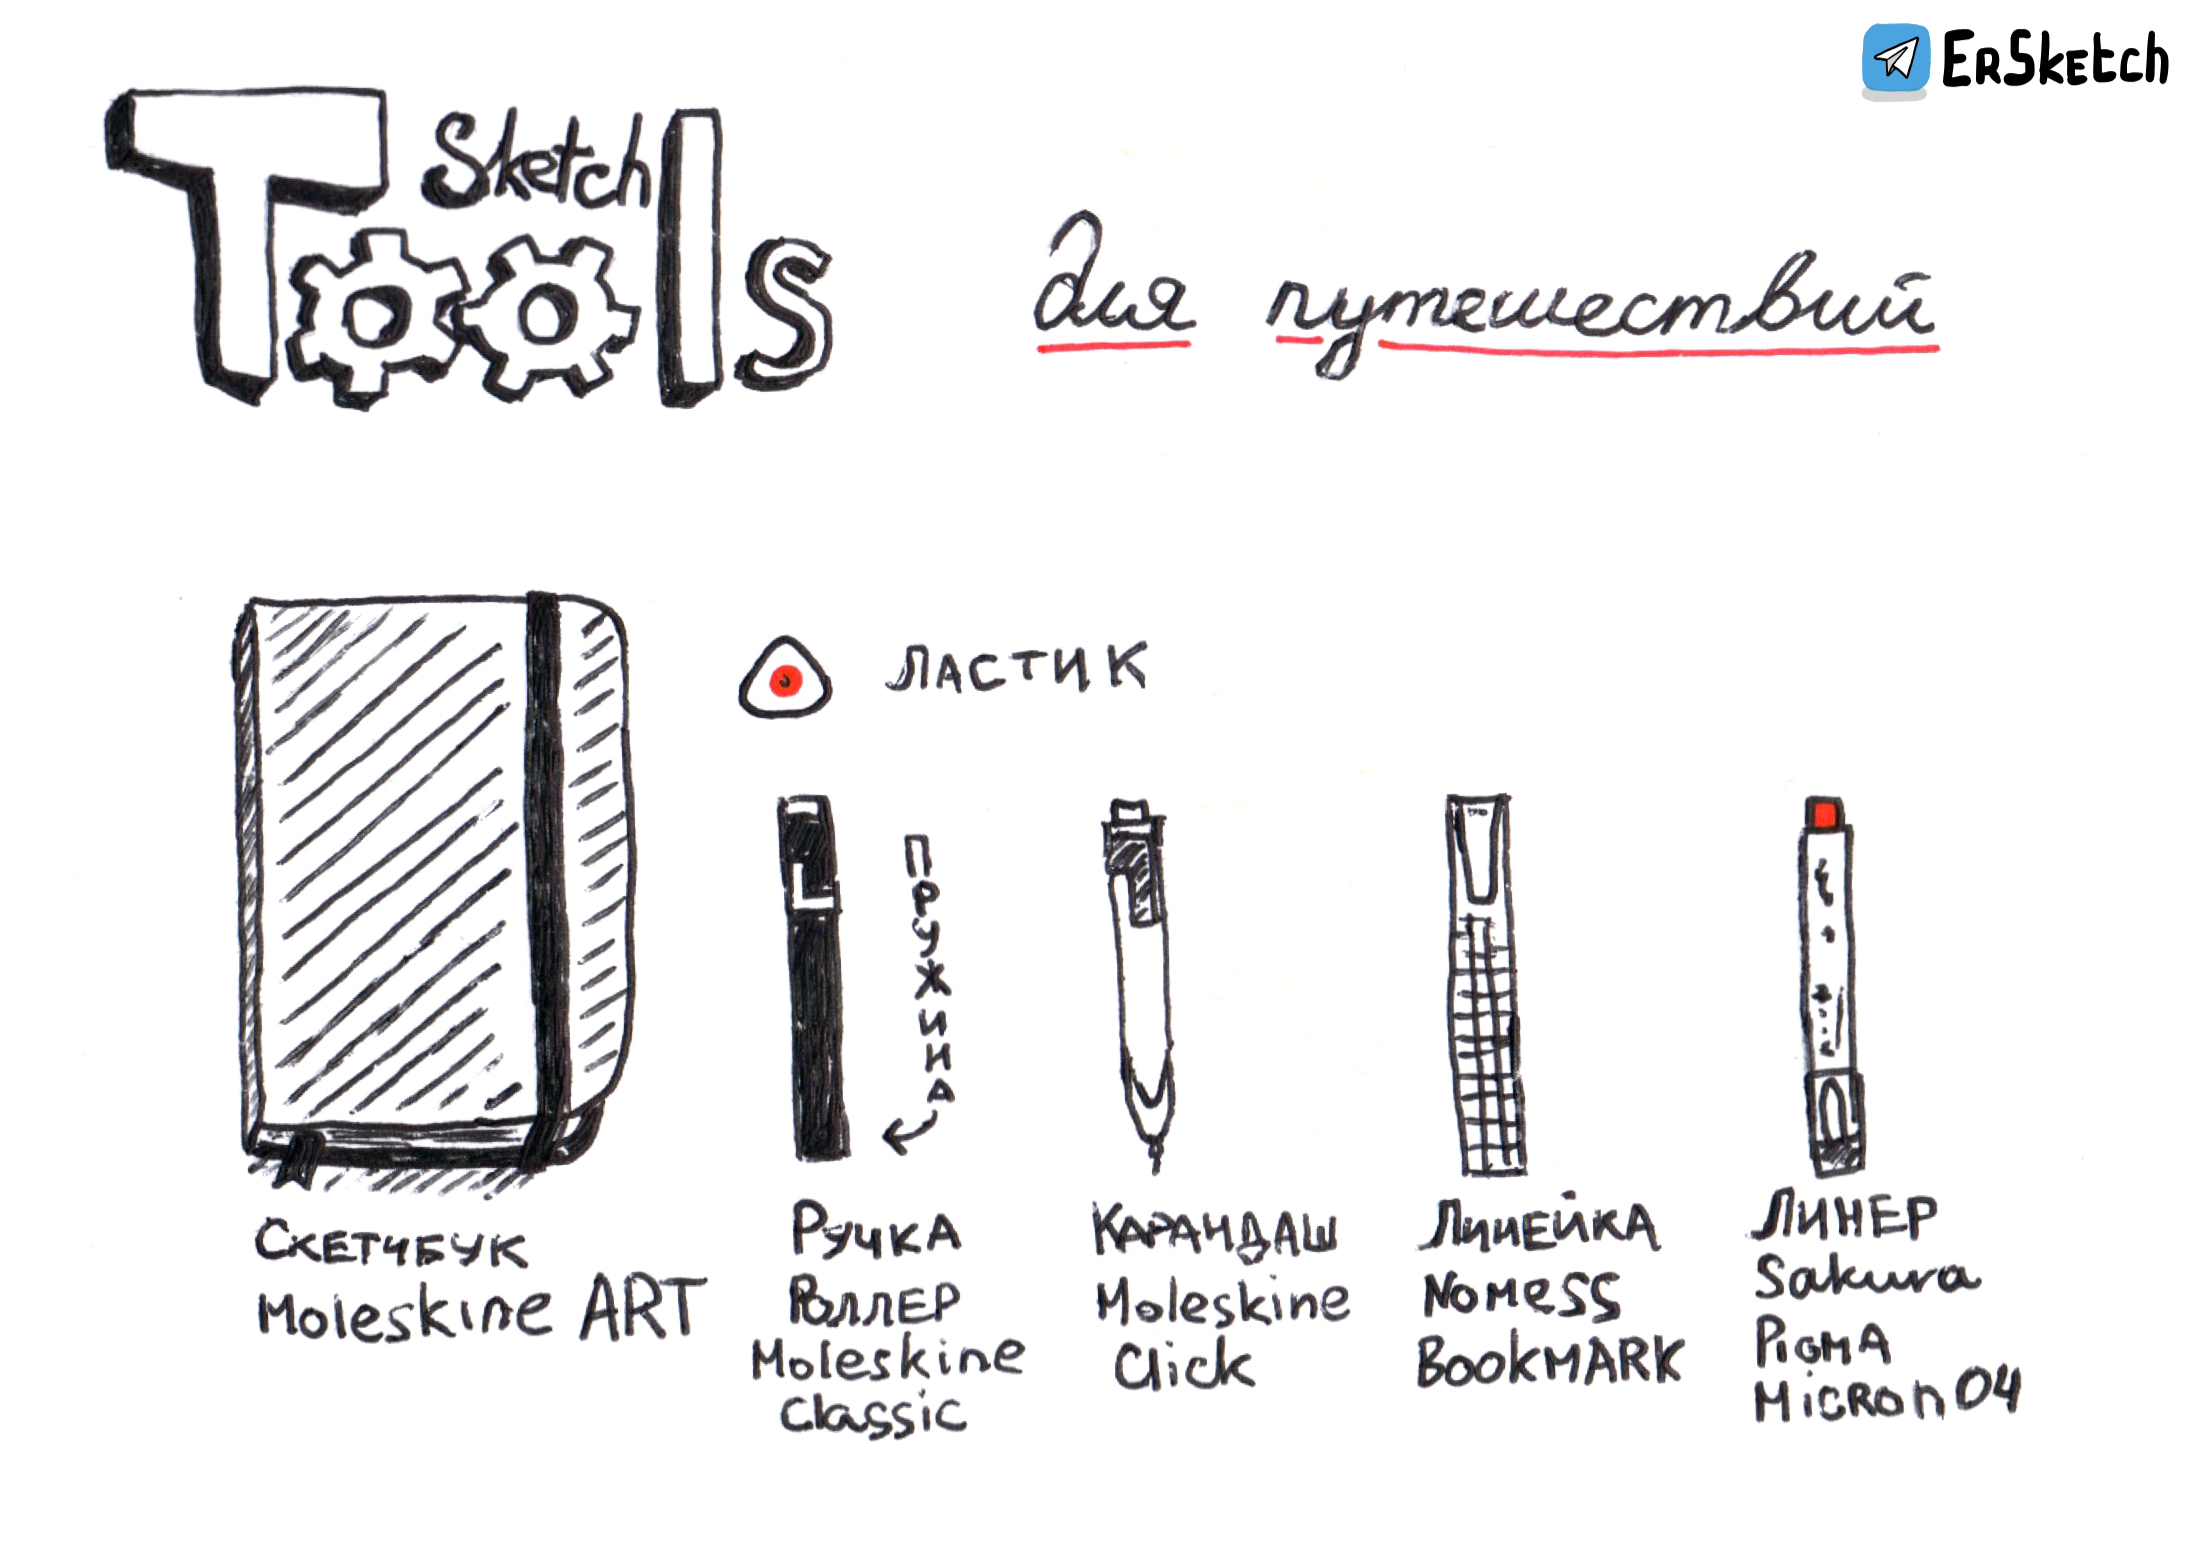 ErSketch
Sketch
Tools
для путешествий
ЛАСТИК
ПРУЖИНА
СКЕТЧБУК
Moleskine ART
РУЧКА
РОЛЛЕР
Moleskine
Classic
КАРАНДАШ
Moleskine
Click
ЛИНЕЙКА
Nomess
BOOKMARK
ЛИНЕР
Sakura
PIGMA
MICRON 04